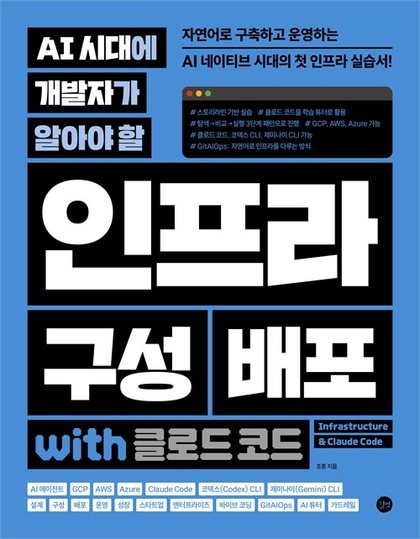 AI 시대에
개발자가
알아야 할
자연어로 구축하고 운영하는
AI 네이티브 시대의 첫 인프라 실습서!
# 스토리라인 기반 실습 # 클로드 코드를 학습 튜터로 활용
# 탐색→비교→실행 3단계 패턴으로 진행 # GCP, AWS, Azure 가능
# 클로드 코드, 코덱스 CLI, 제미나이 CLI 가능
# GitAIOps: 자연어로 인프라를 다루는 방식
인프라
구성 배포
with 클로드 코드
Infrastructure
& Claude Code
조훈 지음
AI 에이전트 GCP AWS Azure Claude Code 코덱스(Codex) CLI 제미나이(Gemini) CLI
설계 구성 배포 운영 성장 스타트업 엔터프라이즈 바이브 코딩 GitAIOps AI 튜터 가드레일
길벗